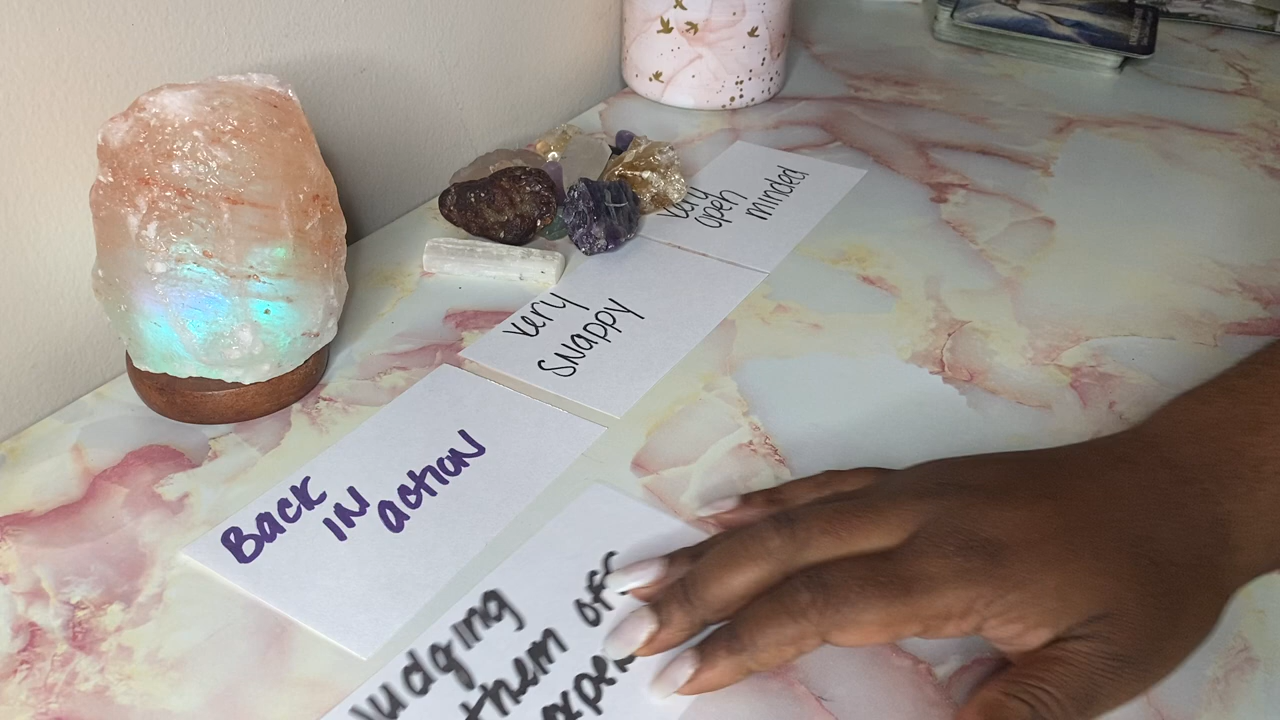 very
open
minded
very
snappy
Back
IN
action
Judging
them off